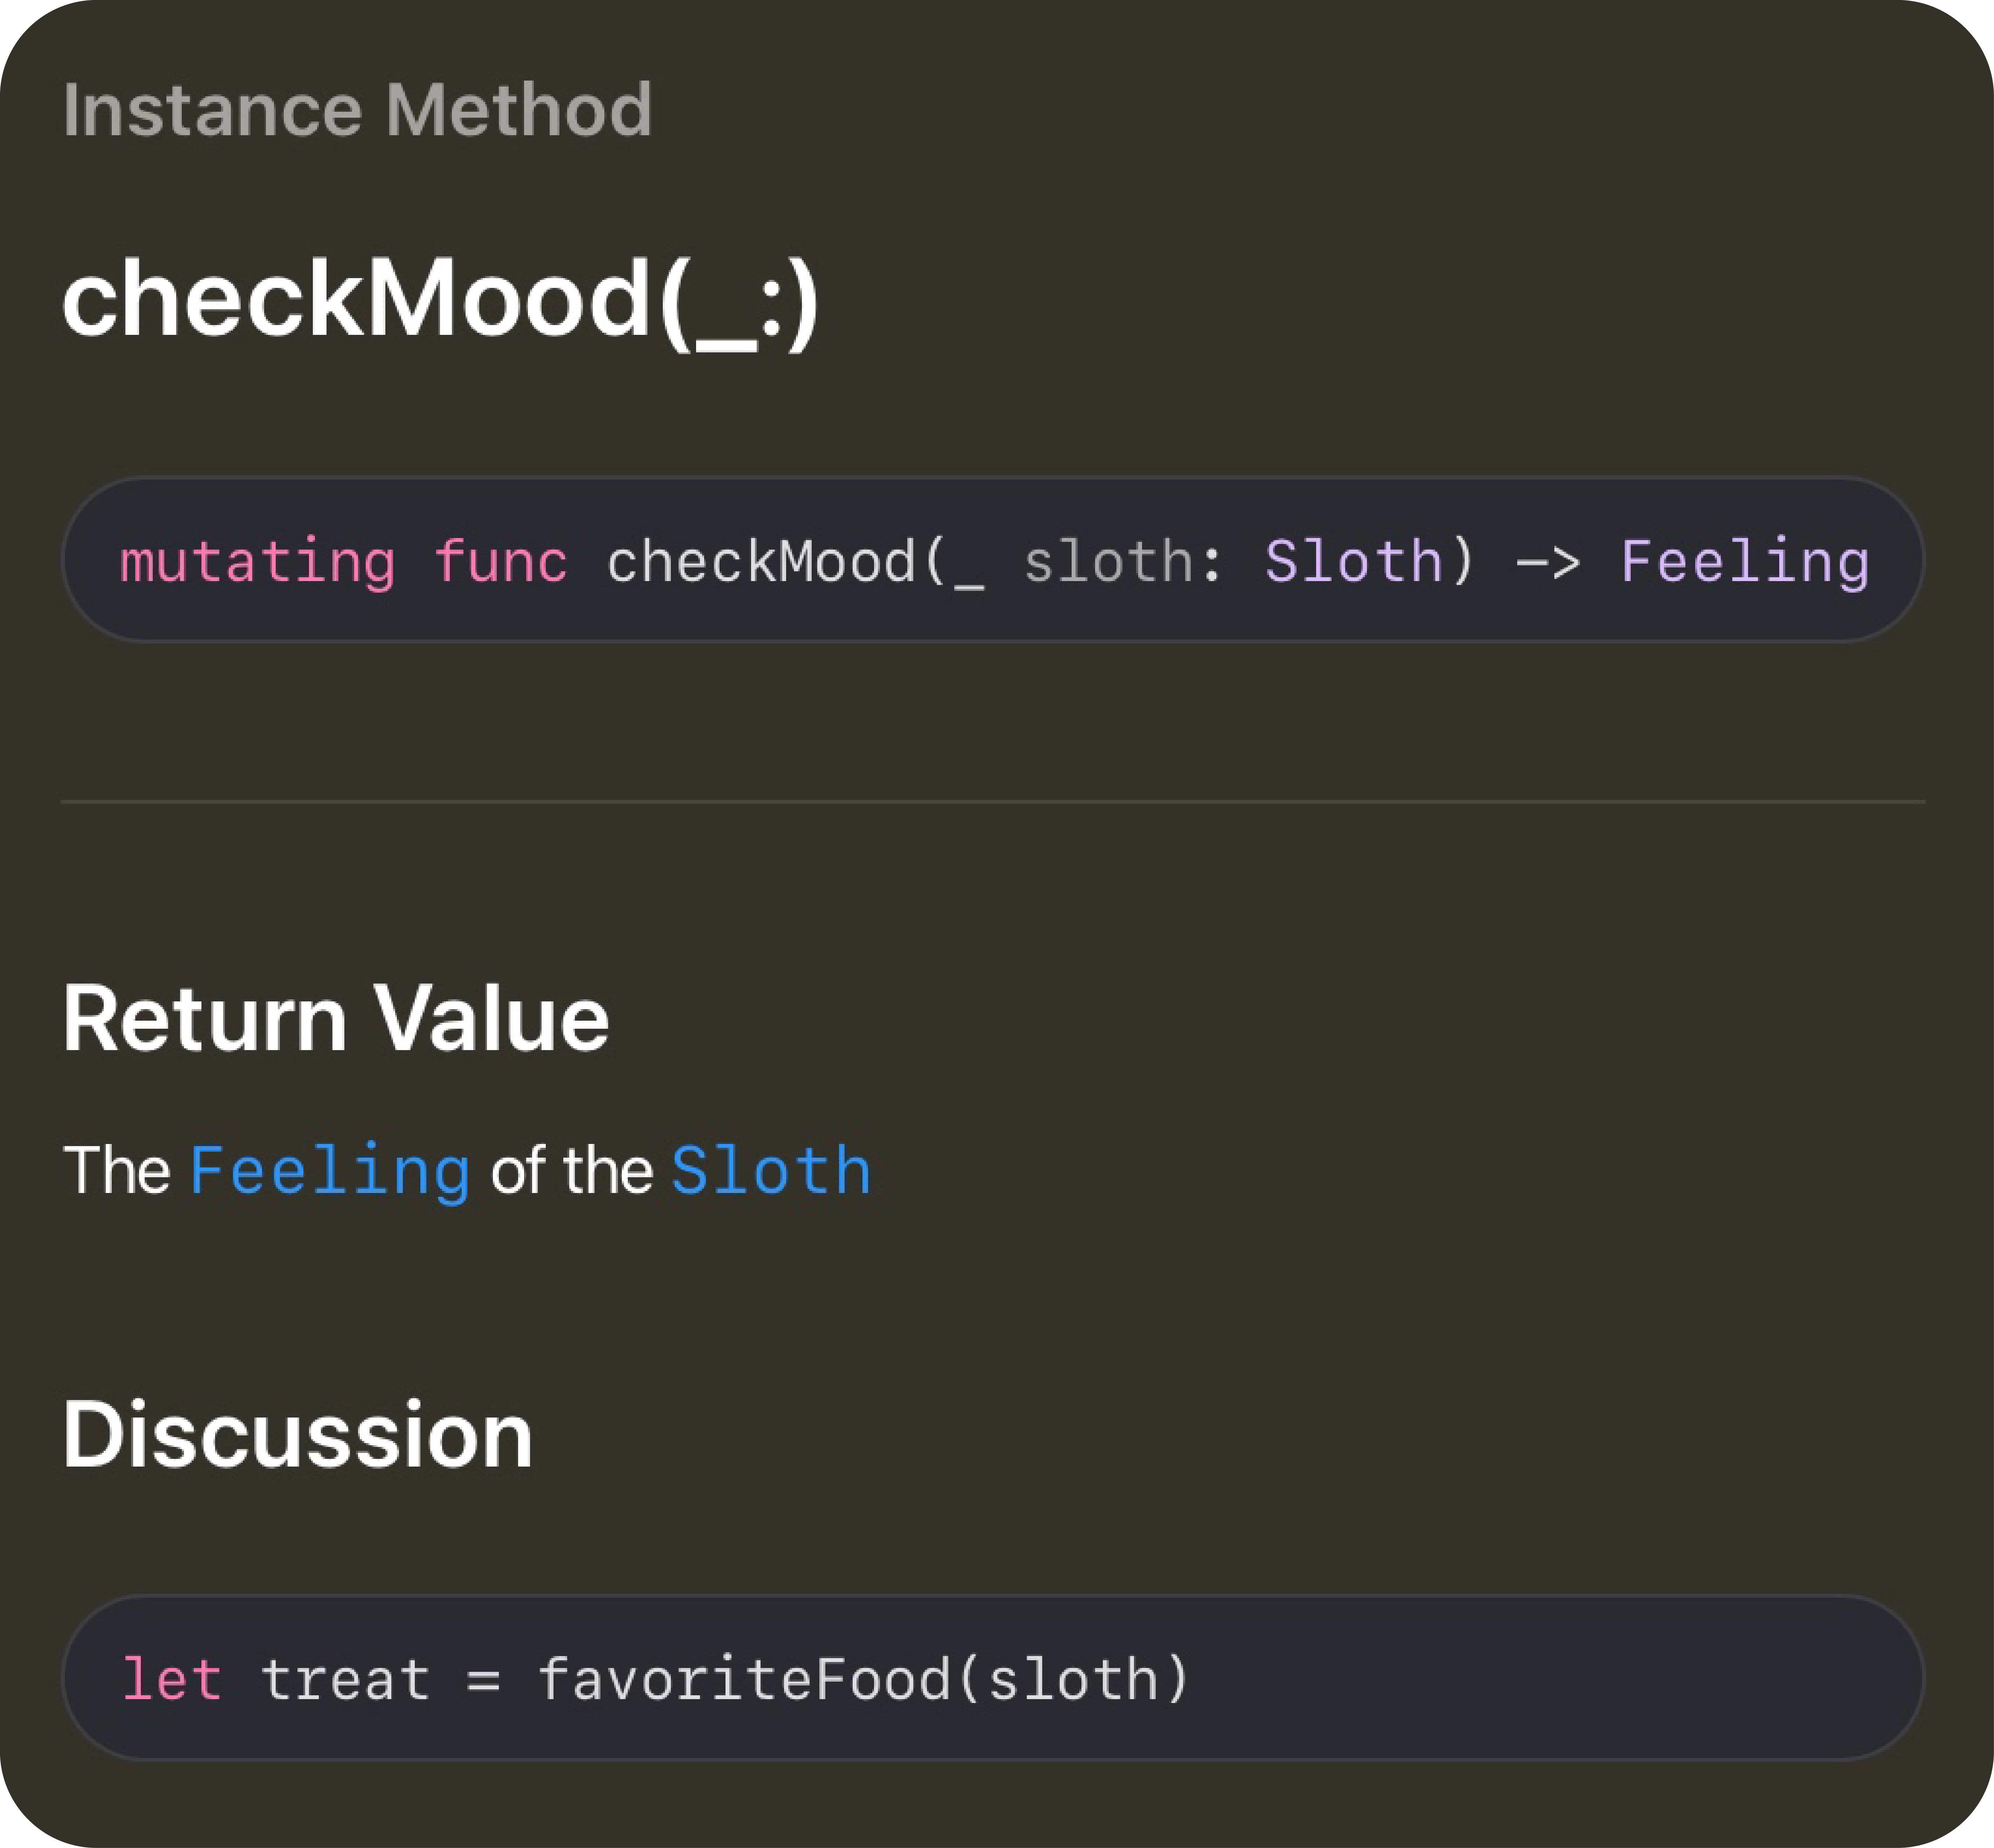 Instance Method
checkMood(_:)
mutating func checkMood(_ sloth: Sloth) -> Feeling
Return Value
The Feeling of the Sloth
Discussion
let treat = favoriteFood(sloth)